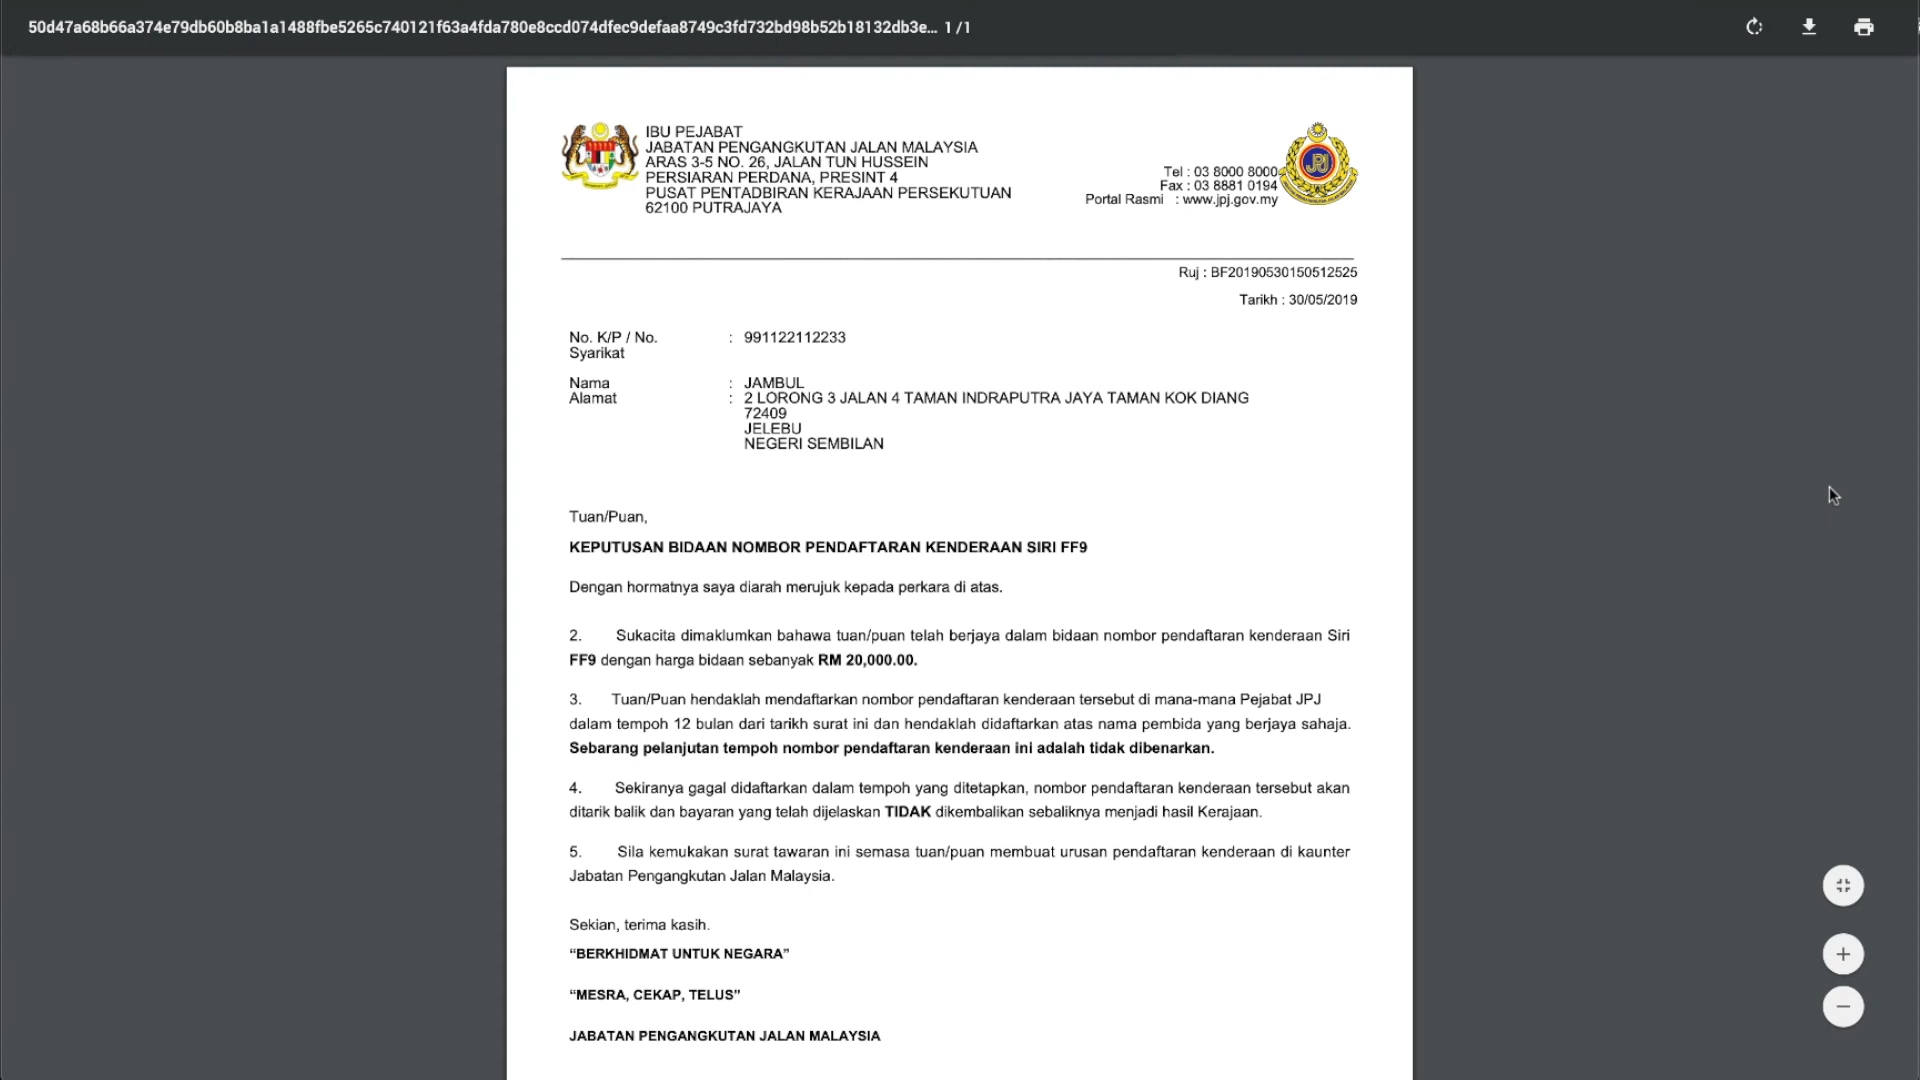 50d47a68b66a374e79db60b8ba1a1488fbe5265c740121f63a4fda780e8ccd074dfec9defaa8749c3fd732bd98b52b18132db3e... 1 / 1
IBU PEJABAT
JABATAN PENGANGKUTAN JALAN MALAYSIA
ARAS 3-5 NO. 26, JALAN TUN HUSSEIN
PERSIARAN PERDANA, PRESINT 4
PUSAT PENTADBIRAN KERAJAAN PERSEKUTUAN
62100 PUTRAJAYA
Tel : 03 8000 8000
Fax : 03 8881 0194
Portal Rasmi : www.jpj.gov.my
JPJ
Ruj : BF20190530150512525
Tarikh : 30/05/2019
No. K/P / No. : 991122112233
Syarikat
Nama : JAMBUL
Alamat : 2 LORONG 3 JALAN 4 TAMAN INDRAPUTRA JAYA TAMAN KOK DIANG
72409
JELEBU
NEGERI SEMBILAN
Tuan/Puan,
KEPUTUSAN BIDAAN NOMBOR PENDAFTARAN KENDERAAN SIRI FF9
Dengan hormatnya saya diarah merujuk kepada perkara di atas.
2. Sukacita dimaklumkan bahawa tuan/puan telah berjaya dalam bidaan nombor pendaftaran kenderaan Siri
FF9 dengan harga bidaan sebanyak RM 20,000.00.
3. Tuan/Puan hendaklah mendaftarkan nombor pendaftaran kenderaan tersebut di mana-mana Pejabat JPJ
dalam tempoh 12 bulan dari tarikh surat ini dan hendaklah didaftarkan atas nama pembida yang berjaya sahaja.
Sebarang pelanjutan tempoh nombor pendaftaran kenderaan ini adalah tidak dibenarkan.
4. Sekiranya gagal didaftarkan dalam tempoh yang ditetapkan, nombor pendaftaran kenderaan tersebut akan
ditarik balik dan bayaran yang telah dijelaskan TIDAK dikembalikan sebaliknya menjadi hasil Kerajaan.
5. Sila kemukakan surat tawaran ini semasa tuan/puan membuat urusan pendaftaran kenderaan di kaunter
Jabatan Pengangkutan Jalan Malaysia.
Sekian, terima kasih.
“BERKHIDMAT UNTUK NEGARA”
“MESRA, CEKAP, TELUS”
JABATAN PENGANGKUTAN JALAN MALAYSIA